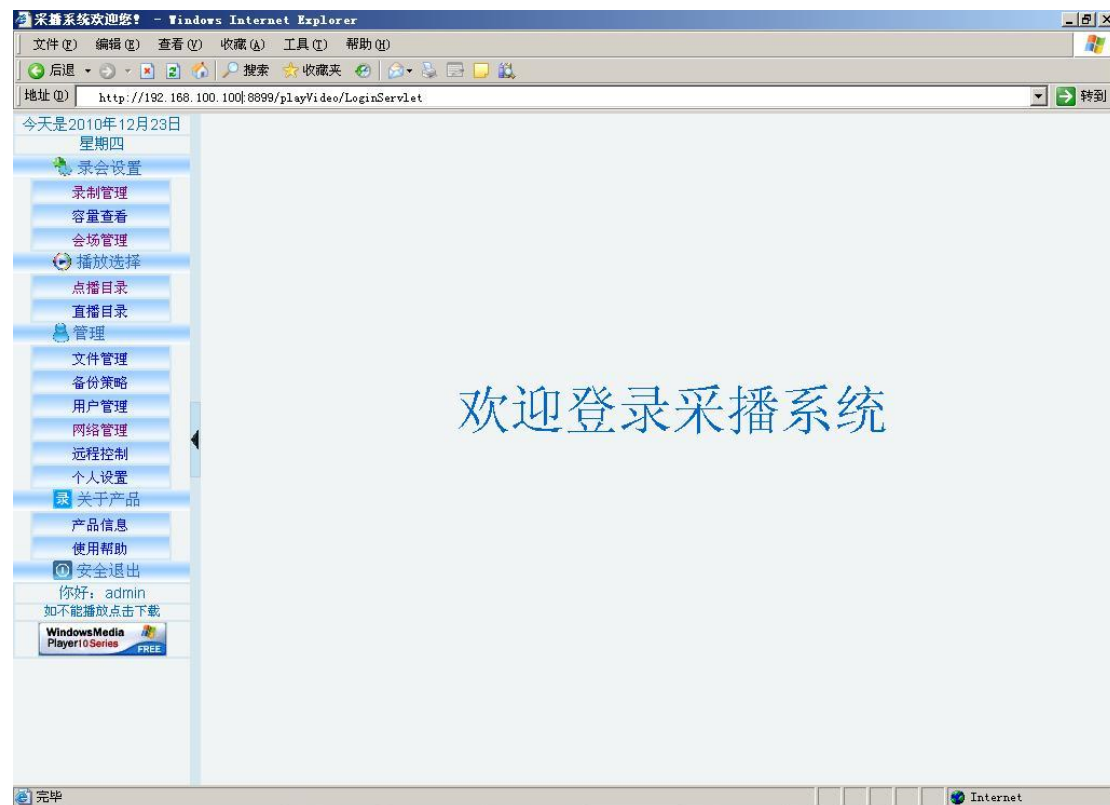 采播系统欢迎您! - Windows Internet Explorer
文件(F) 编辑(E) 查看(V) 收藏(A) 工具(T) 帮助(H)
后退 搜索 收藏夹
地址(D) http://192.168.100.100:8899/playVideo/LoginServlet 转到
今天是2010年12月23日
星期四
录会设置
录制管理
容量查看
会场管理
播放选择
点播目录
直播目录
管理
文件管理
备份策略
用户管理
网络管理
远程控制
个人设置
录 关于产品
产品信息
使用帮助
安全退出
你好: admin
如不能播放点击下载
WindowsMedia
Player10Series FREE
欢迎登录采播系统
完毕 Internet